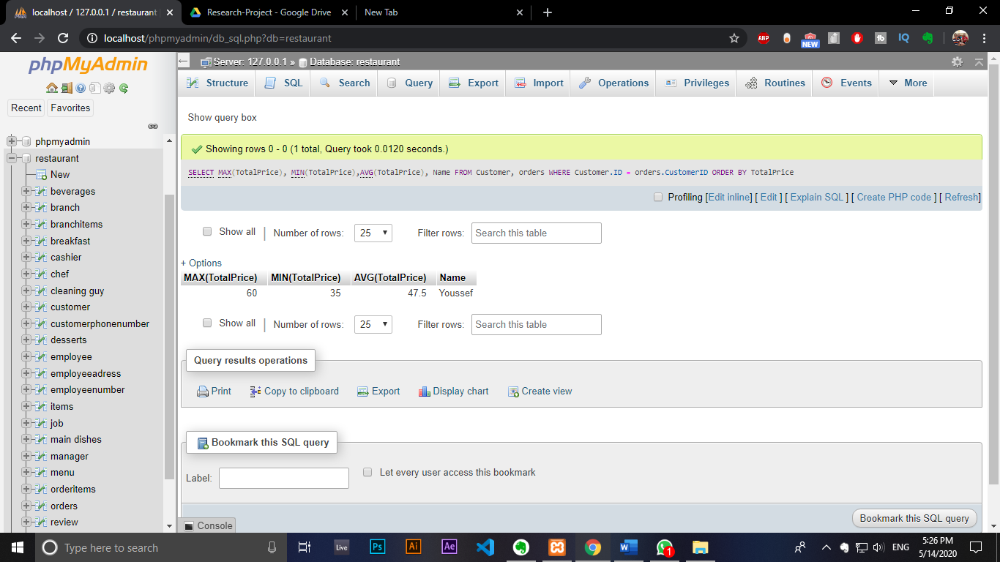 localhost / 127.0.0.1 / restaurant
Research-Project - Google Drive
New Tab
localhost/phpmyadmin/db_sql.php?db=restaurant
ABP
NEW
IQ
phpMyAdmin
Recent
Favorites
phpmyadmin
restaurant
New
beverages
branch
branchitems
breakfast
cashier
chef
cleaning guy
customer
customerphonenumber
desserts
employee
employeeadress
employeenumber
items
job
main dishes
manager
menu
orderitems
orders
review
Server: 127.0.0.1 » Database: restaurant
Structure SQL Search Query Export Import Operations Privileges Routines Events More
Show query box
Showing rows 0 - 0 (1 total, Query took 0.0120 seconds.)
SELECT MAX(TotalPrice), MIN(TotalPrice),AVG(TotalPrice), Name FROM Customer, orders WHERE Customer.ID = orders.CustomerID ORDER BY TotalPrice
Profiling [Edit inline] [ Edit ] [ Explain SQL ] [ Create PHP code ] [ Refresh]
Show all | Number of rows: 25 Filter rows: Search this table
+ Options
MAX(TotalPrice) MIN(TotalPrice) AVG(TotalPrice) Name
60 35 47.5 Youssef
Show all | Number of rows: 25 Filter rows: Search this table
Query results operations
Print Copy to clipboard Export Display chart Create view
Bookmark this SQL query
Label: Let every user access this bookmark
Bookmark this SQL query
Console
Type here to search
Live
Ps
Ai
Ae
1
ENG
5:26 PM
5/14/2020